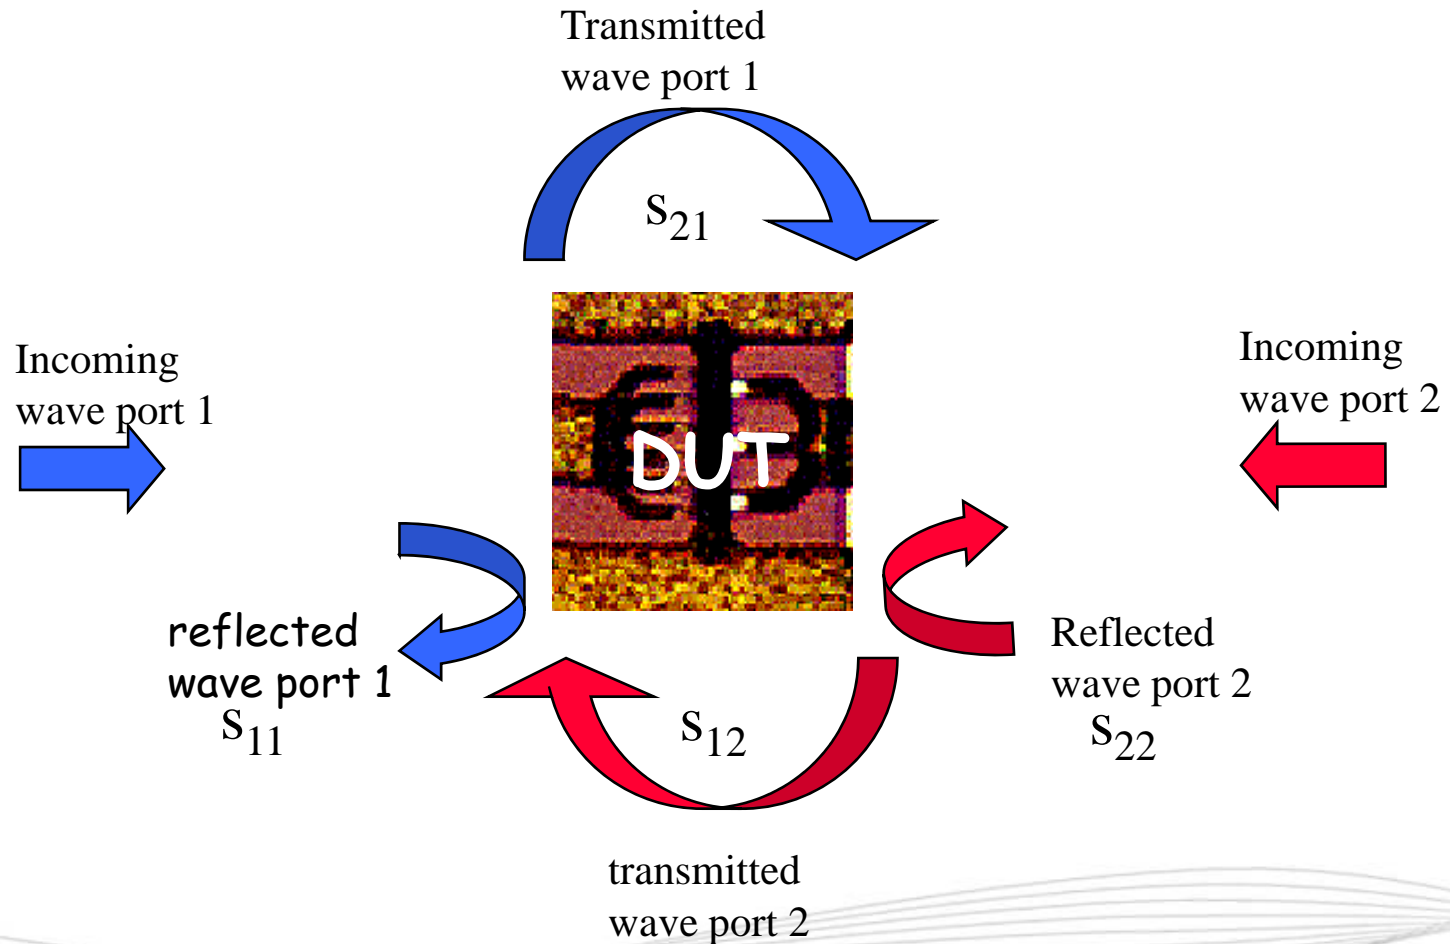 Transmitted
wave port 1
s21
Incoming
wave port 1
Incoming
wave port 2
DUT
reflected
wave port 1
s11
s12
Reflected
wave port 2
s22
transmitted
wave port 2